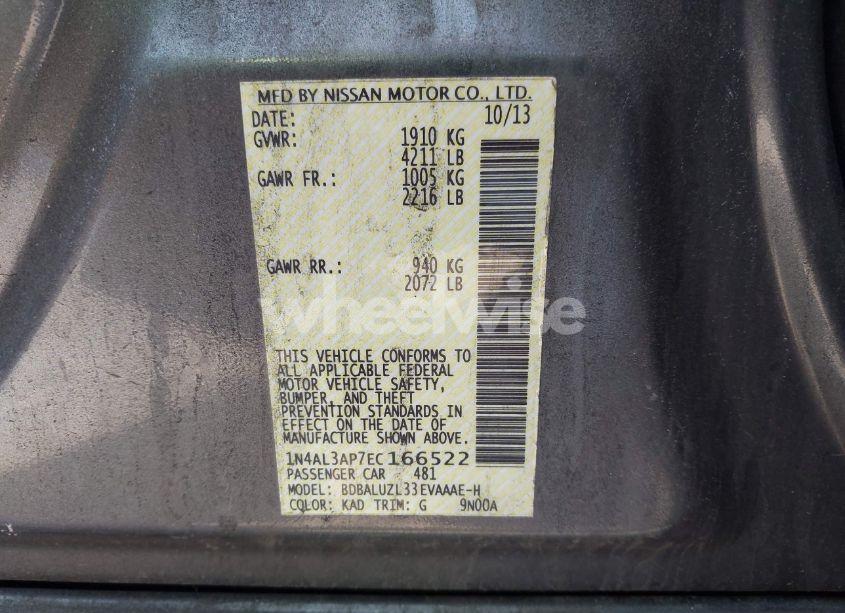 MFD BY NISSAN MOTOR CO., LTD.
DATE: 10/13
GVWR: 1910 KG
4211 LB
GAWR FR.: 1005 KG
2216 LB
GAWR RR.: 940 KG
2072 LB
wheelwise
THIS VEHICLE CONFORMS TO
ALL APPLICABLE FEDERAL
MOTOR VEHICLE SAFETY,
BUMPER, AND THEFT
PREVENTION STANDARDS IN
EFFECT ON THE DATE OF
MANUFACTURE SHOWN ABOVE.
1N4AL3AP7EC166522
PASSENGER CAR 481
MODEL: BDBALUZL33EVAAAE-H
COLOR: KAD TRIM: G 9N00A